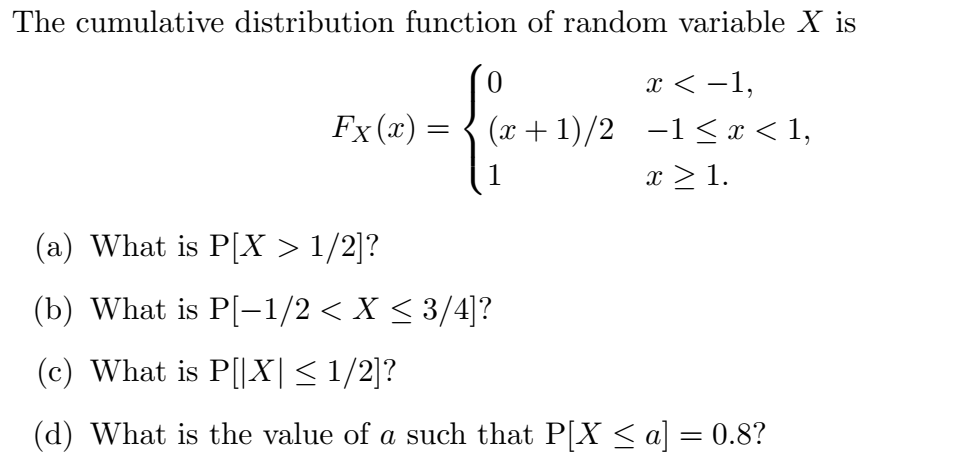 The cumulative distribution function of random variable X is
0 x < −1,
F_X(x) = { (x + 1)/2 −1 ≤ x < 1,
1 x ≥ 1.
(a) What is P[X > 1/2]?
(b) What is P[−1/2 < X ≤ 3/4]?
(c) What is P[|X| ≤ 1/2]?
(d) What is the value of a such that P[X ≤ a] = 0.8?